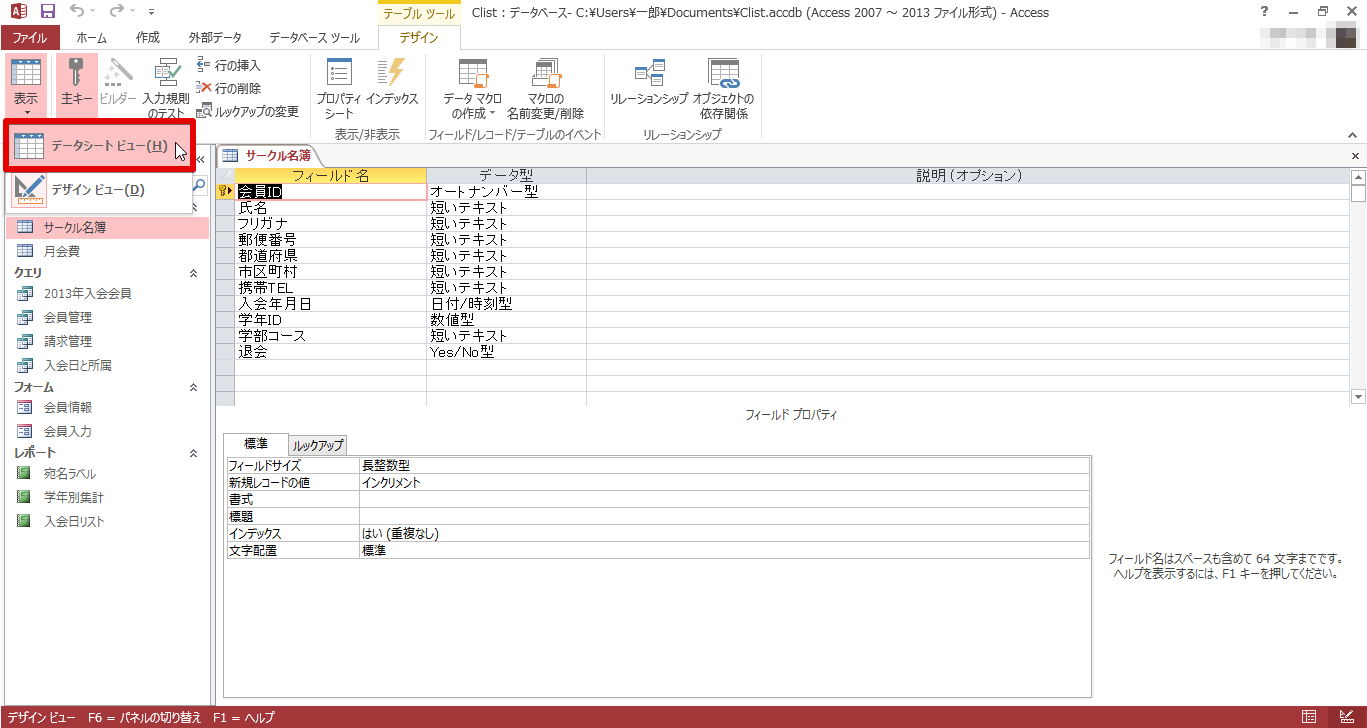 テーブル ツール
Clist : データベース- C:¥Users¥一郎¥Documents¥Clist.accdb (Access 2007 ～ 2013 ファイル形式) - Access
?
ファイル
ホーム
作成
外部データ
データベース ツール
デザイン
表示
主キー
ビルダー
入力規則
のテスト
行の挿入
行の削除
ルックアップの変更
プロパティ
シート
インデックス
表示/非表示
データ マクロ
の作成
マクロの
名前変更/削除
フィールド/レコード/テーブルのイベント
リレーションシップ
オブジェクトの
依存関係
リレーションシップ
データシート ビュー(H)
デザイン ビュー(D)
サークル名簿
月会費
クエリ
2013年入会会員
会員管理
請求管理
入会日と所属
フォーム
会員情報
会員入力
レポート
宛名ラベル
学年別集計
入会日リスト
サークル名簿
フィールド名 データ型 説明（オプション）
会員ID オートナンバー型
氏名 短いテキスト
フリガナ 短いテキスト
郵便番号 短いテキスト
都道府県 短いテキスト
市区町村 短いテキスト
携帯TEL 短いテキスト
入会年月日 日付/時刻型
学年ID 数値型
学部コース 短いテキスト
退会 Yes/No型
フィールド プロパティ
標準 ルックアップ
フィールドサイズ 長整数型
新規レコードの値 インクリメント
書式
標題
インデックス はい (重複なし)
文字配置 標準
フィールド名はスペースも含めて 64 文字までです。
ヘルプを表示するには、F1 キーを押してください。
デザイン ビュー F6 = パネルの切り替え F1 = ヘルプ